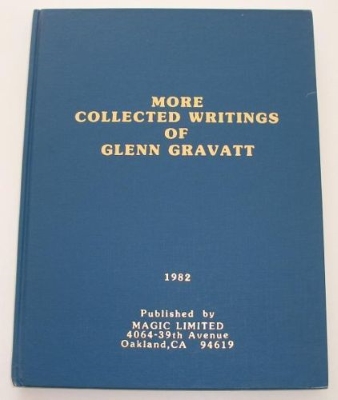 MORE
COLLECTED WRITINGS
OF
GLENN GRAVATT
1982
Published by
MAGIC LIMITED
4064-39th Avenue
Oakland,CA 94619